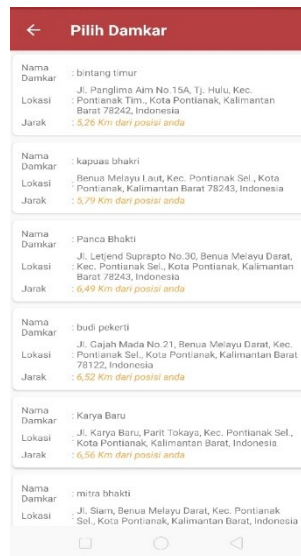 Pilih Damkar
Nama Damkar : bintang timur
Lokasi : Jl. Panglima Aim No.15A, Tj. Hulu, Kec.
Pontianak Tim., Kota Pontianak, Kalimantan
Barat 78242, Indonesia
Jarak : 5,26 Km dari posisi anda
Nama Damkar : kapuas bhakri
Lokasi : Benua Melayu Laut, Kec. Pontianak Sel., Kota
Pontianak, Kalimantan Barat 78243, Indonesia
Jarak : 5,79 Km dari posisi anda
Nama Damkar : Panca Bhakti
Lokasi : Jl. Letjend Suprapto No.30, Benua Melayu Darat,
Kec. Pontianak Sel., Kota Pontianak, Kalimantan
Barat 78243, Indonesia
Jarak : 6,49 Km dari posisi anda
Nama Damkar : budi pekerti
Lokasi : Jl. Gajah Mada No.21, Benua Melayu Darat, Kec.
Pontianak Sel., Kota Pontianak, Kalimantan Barat
78122, Indonesia
Jarak : 6,52 Km dari posisi anda
Nama Damkar : Karya Baru
Lokasi : Jl. Karya Baru, Parit Tokaya, Kec. Pontianak Sel.,
Kota Pontianak, Kalimantan Barat, Indonesia
Jarak : 6,56 Km dari posisi anda
Nama Damkar : mitra bhakti
Lokasi : Jl. Siam, Benua Melayu Darat, Kec. Pontianak
Sel., Kota Pontianak, Kalimantan Barat, Indonesia